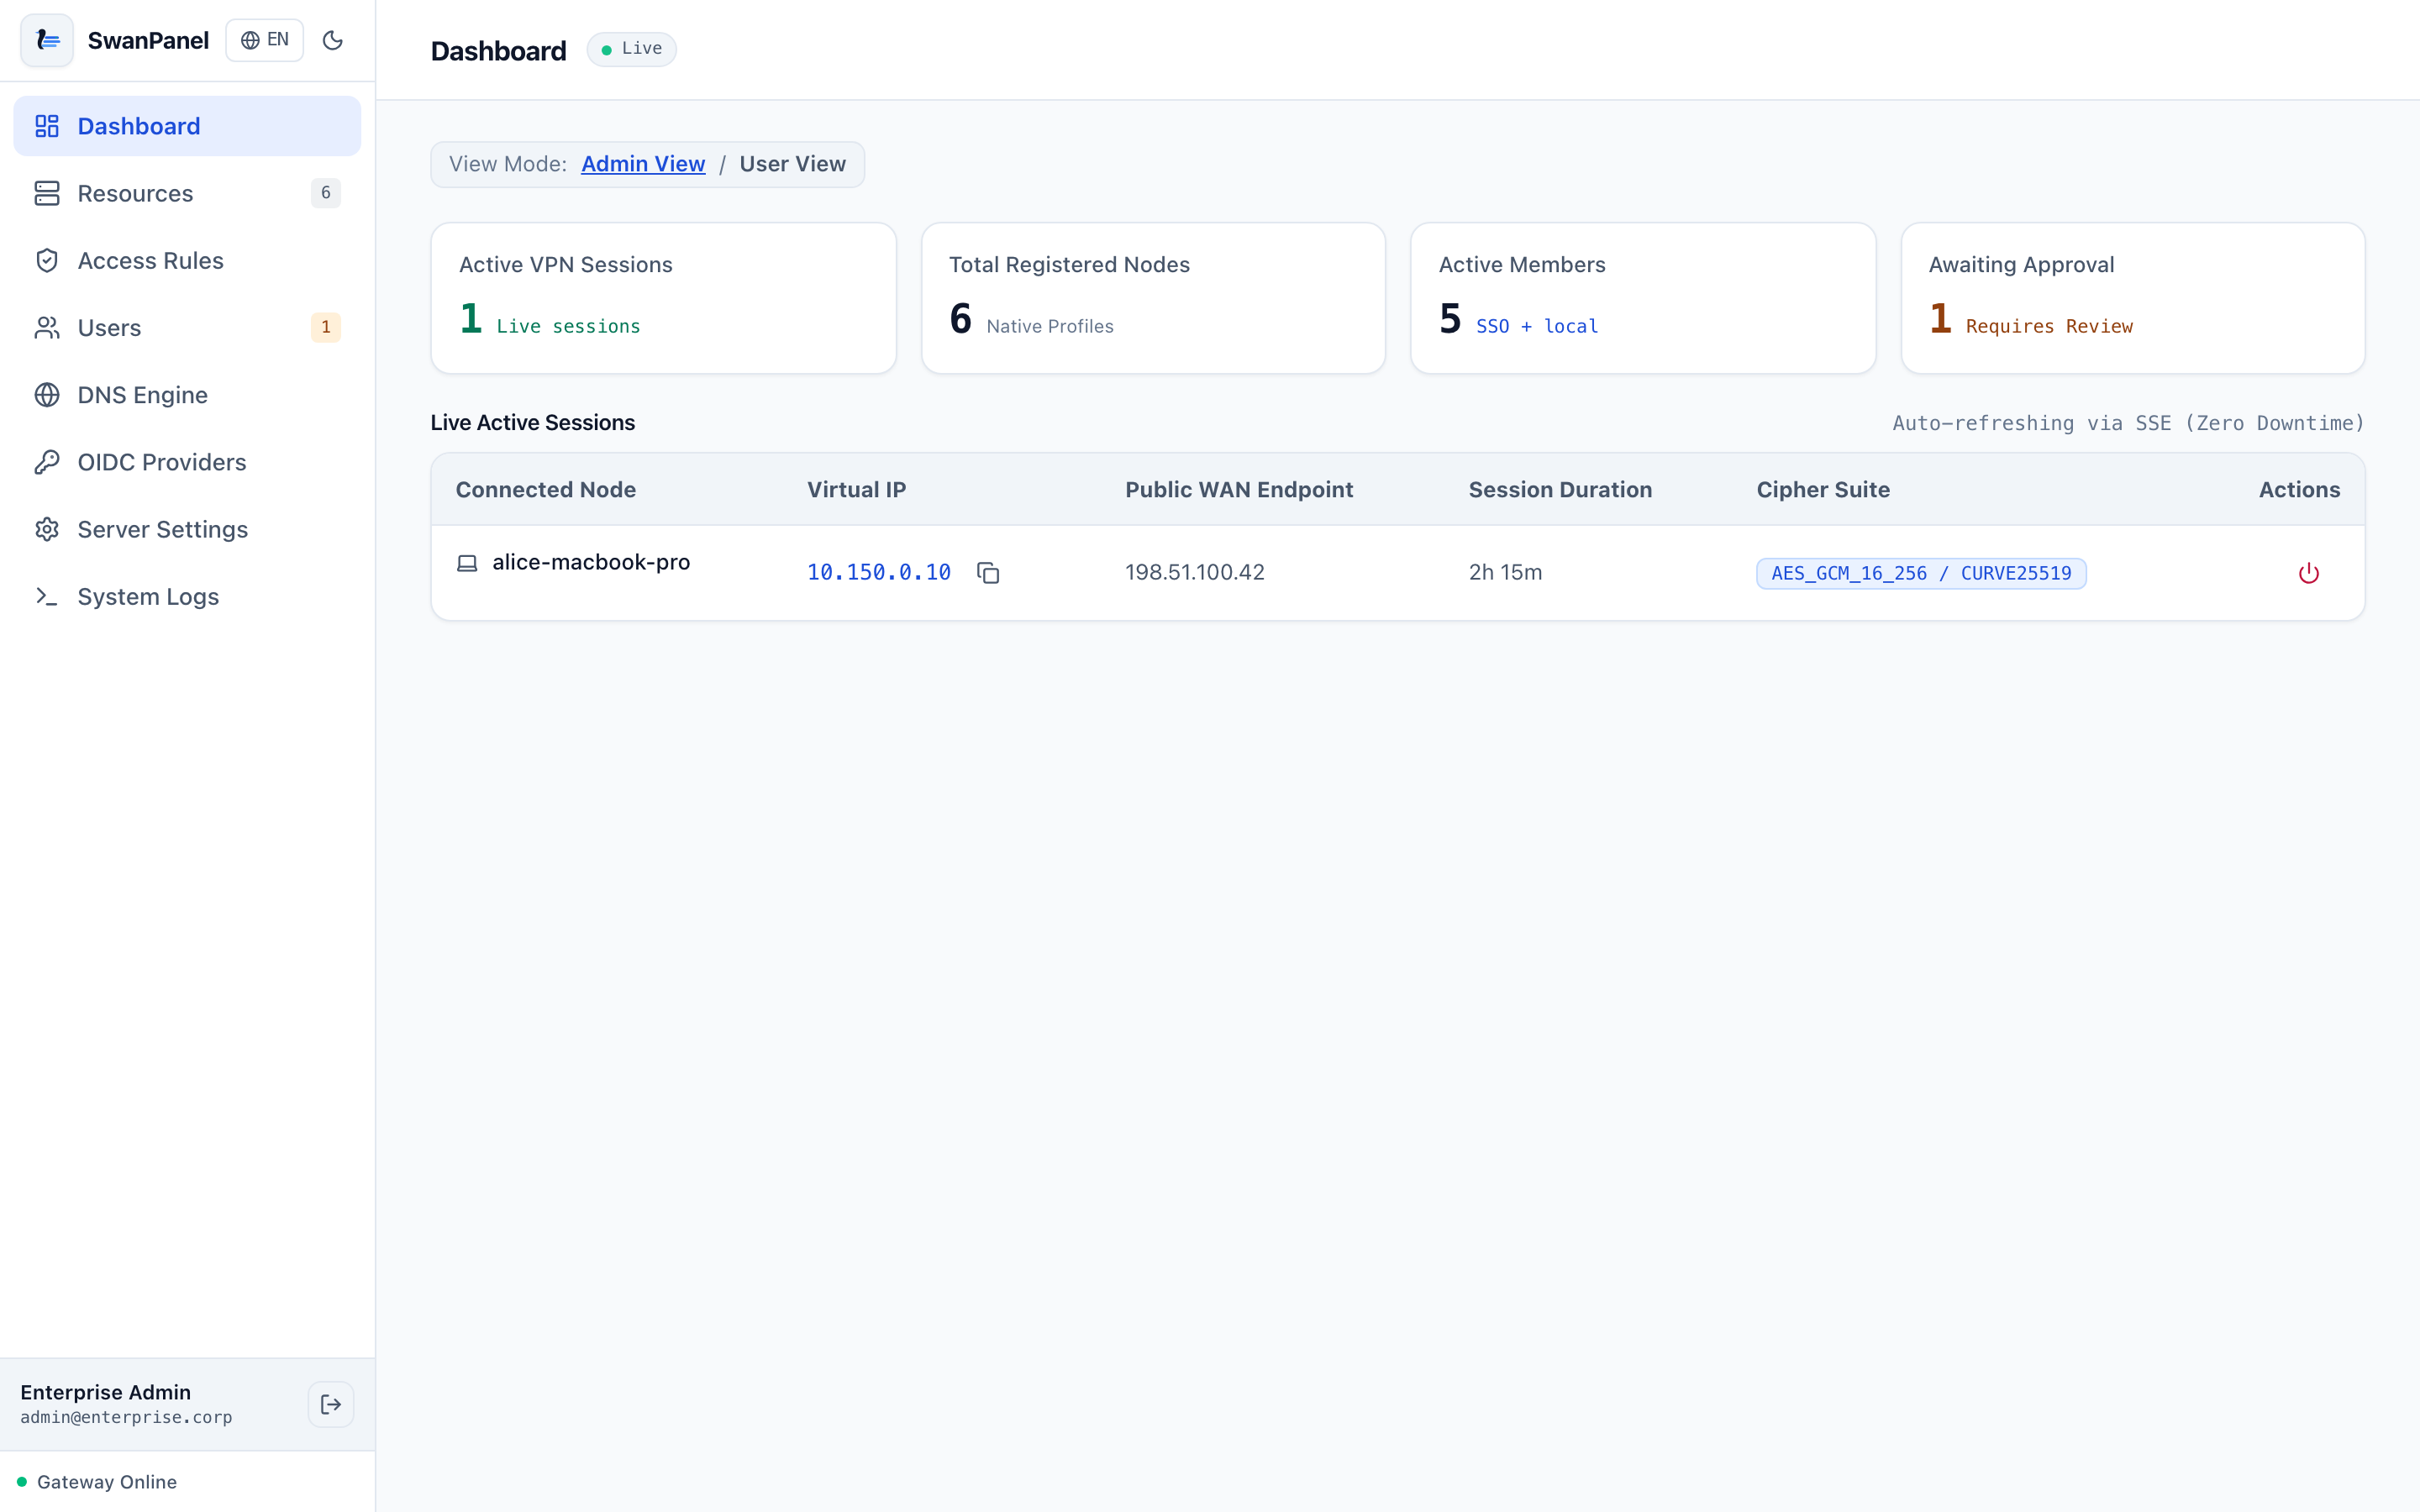 SwanPanel EN
Dashboard
Resources 6
Access Rules
Users 1
DNS Engine
OIDC Providers
Server Settings
System Logs
Enterprise Admin
admin@enterprise.corp
Gateway Online
Dashboard Live
View Mode: Admin View / User View
Active VPN Sessions
1 Live sessions
Total Registered Nodes
6 Native Profiles
Active Members
5 SSO + local
Awaiting Approval
1 Requires Review
Live Active Sessions Auto-refreshing via SSE (Zero Downtime)
Connected Node Virtual IP Public WAN Endpoint Session Duration Cipher Suite Actions
alice-macbook-pro 10.150.0.10 198.51.100.42 2h 15m AES_GCM_16_256 / CURVE25519